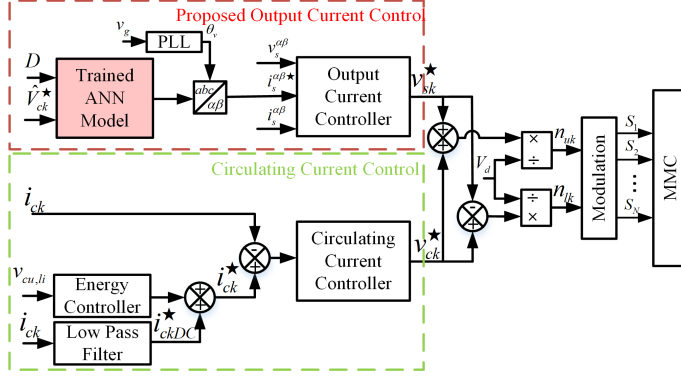 Proposed Output Current Control
v_g
PLL
θ_v
D
V̂_ck^★
Trained
ANN
Model
abc
αβ
v_s^αβ
i_s^αβ★
i_s^αβ
Output
Current
Controller
v_sk^★
Circulating Current Control
i_ck
v_cu,li
Energy
Controller
i_ck
Low Pass
Filter
i_ckDC^★
i_ck^★
Circulating
Current
Controller
v_ck^★
V_d
×
÷
÷
×
n_uk
n_lk
Modulation
S_1
S_2
...
S_N
MMC